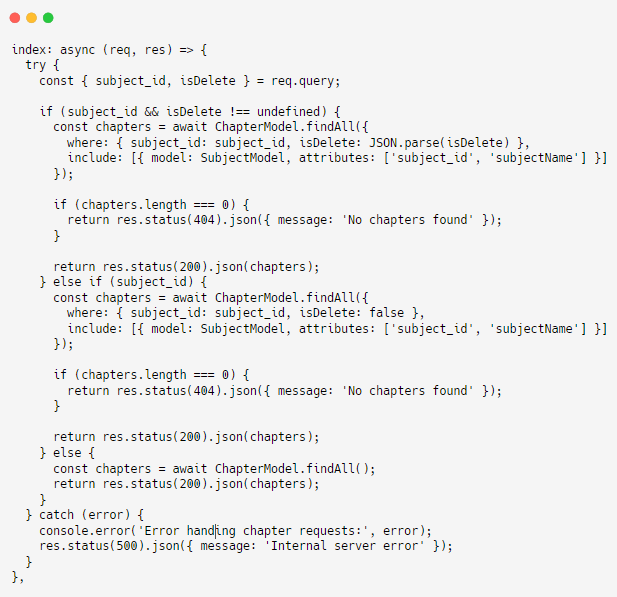 index: async (req, res) => {
  try {
    const { subject_id, isDelete } = req.query;

    if (subject_id && isDelete !== undefined) {
      const chapters = await ChapterModel.findAll({
        where: { subject_id: subject_id, isDelete: JSON.parse(isDelete) },
        include: [{ model: SubjectModel, attributes: ['subject_id', 'subjectName'] }]
      });

      if (chapters.length === 0) {
        return res.status(404).json({ message: 'No chapters found' });
      }

      return res.status(200).json(chapters);
    } else if (subject_id) {
      const chapters = await ChapterModel.findAll({
        where: { subject_id: subject_id, isDelete: false },
        include: [{ model: SubjectModel, attributes: ['subject_id', 'subjectName'] }]
      });

      if (chapters.length === 0) {
        return res.status(404).json({ message: 'No chapters found' });
      }

      return res.status(200).json(chapters);
    } else {
      const chapters = await ChapterModel.findAll();
      return res.status(200).json(chapters);
    }
  } catch (error) {
    console.error('Error handing chapter requests:', error);
    res.status(500).json({ message: 'Internal server error' });
  }
},